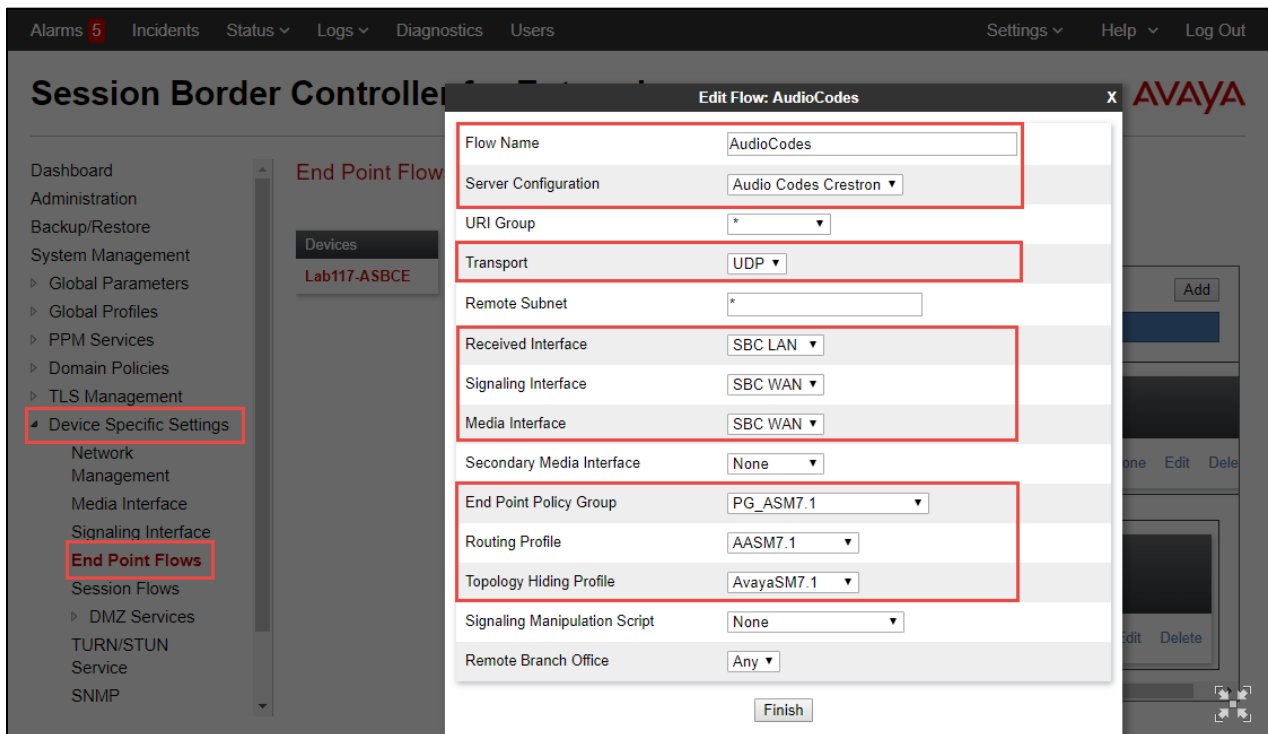 Alarms 5 Incidents Status Logs Diagnostics Users Settings Help Log Out
Session Border Controller
AVAYA
Dashboard
Administration
Backup/Restore
System Management
Global Parameters
Global Profiles
PPM Services
Domain Policies
TLS Management
Device Specific Settings
Network
Management
Media Interface
Signaling Interface
End Point Flows
Session Flows
DMZ Services
TURN/STUN
Service
SNMP
End Point Flow
Devices
Lab117-ASBCE
Add
Edit
Edit Delete
Edit Flow: AudioCodes X
Flow Name AudioCodes
Server Configuration Audio Codes Crestron
URI Group *
Transport UDP
Remote Subnet *
Received Interface SBC LAN
Signaling Interface SBC WAN
Media Interface SBC WAN
Secondary Media Interface None
End Point Policy Group PG_ASM7.1
Routing Profile AASM7.1
Topology Hiding Profile AvayaSM7.1
Signaling Manipulation Script None
Remote Branch Office Any
Finish